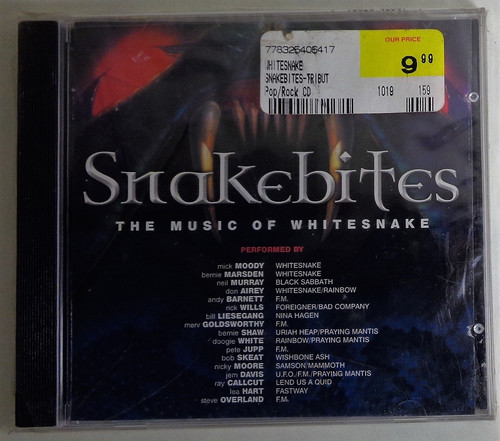 OUR PRICE
778325405417
9 99
WHITESNAKE
SNAKEBITES-TRIBUT
Pop/Rock CD 1019 159
Snakebites
THE MUSIC OF WHITESNAKE
PERFORMED BY
mick MOODY WHITESNAKE
bernie MARSDEN WHITESNAKE
neil MURRAY BLACK SABBATH
don AIREY WHITESNAKE/RAINBOW
andy BARNETT F.M.
rick WILLS FOREIGNER/BAD COMPANY
bill LIESEGANG NINA HAGEN
merv GOLDSWORTHY F.M.
bernie SHAW URIAH HEAP/PRAYING MANTIS
doogie WHITE RAINBOW/PRAYING MANTIS
pete JUPP F.M.
bob SKEAT WISHBONE ASH
nicky MOORE SAMSON/MAMMOTH
jem DAVIS U.F.O./F.M./PRAYING MANTIS
ray CALLCUT LEND US A QUID
lea HART FASTWAY
steve OVERLAND F.M.